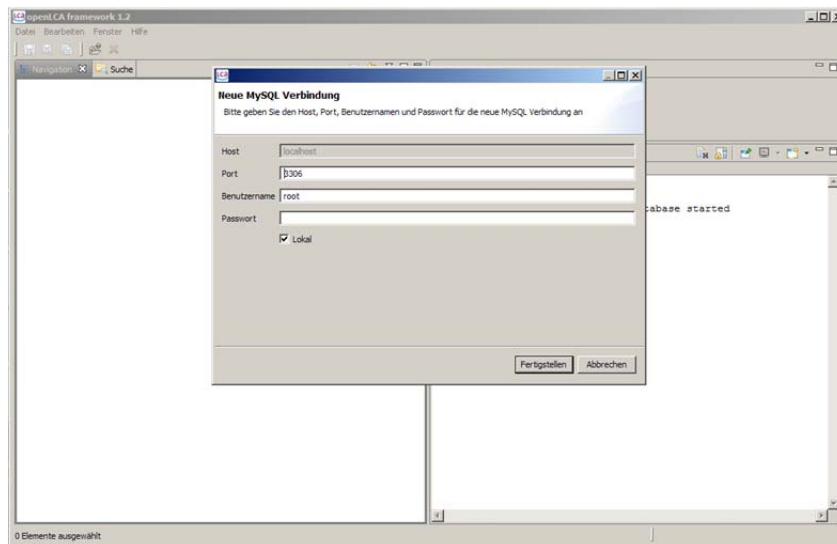 openLCA framework 1.2
Datei Bearbeiten Fenster Hilfe
Navigation Suche
Neue MySQL Verbindung
Bitte geben Sie den Host, Port, Benutzernamen und Passwort für die neue MySQL Verbindung an
Host localhost
Port 3306
Benutzername root
Passwort
Lokal
tabase started
Fertigstellen Abbrechen
0 Elemente ausgewählt